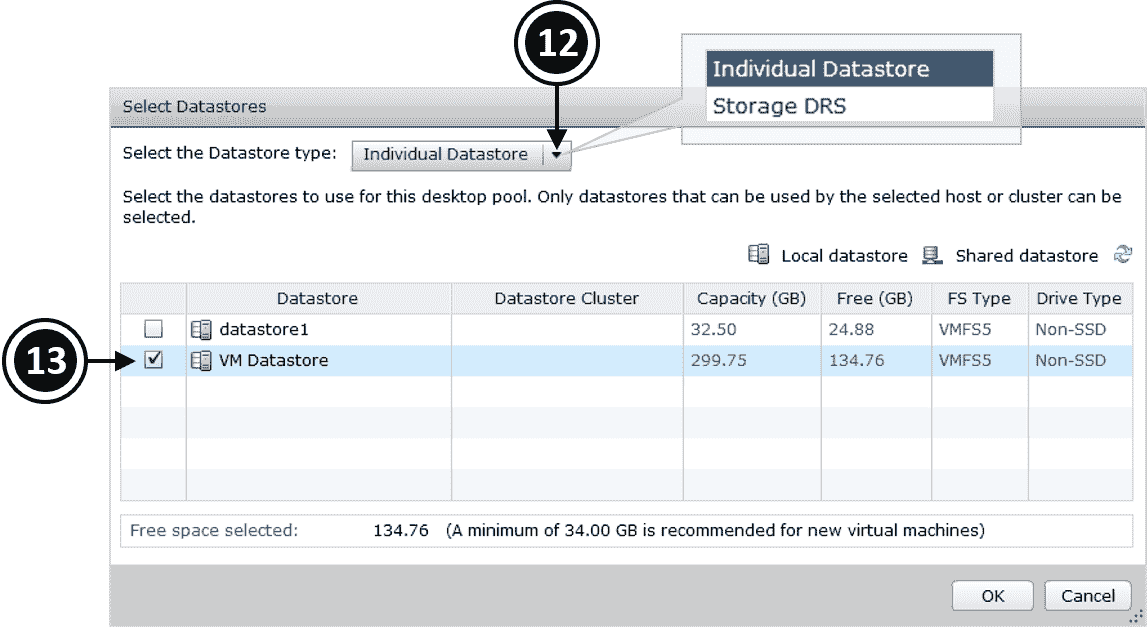 12
Individual Datastore
Storage DRS
Select Datastores
Select the Datastore type: Individual Datastore
Select the datastores to use for this desktop pool. Only datastores that can be used by the selected host or cluster can be
selected.
Local datastore Shared datastore
Datastore Datastore Cluster Capacity (GB) Free (GB) FS Type Drive Type
datastore1 32.50 24.88 VMFS5 Non-SSD
13
VM Datastore 299.75 134.76 VMFS5 Non-SSD
Free space selected: 134.76 (A minimum of 34.00 GB is recommended for new virtual machines)
OK Cancel